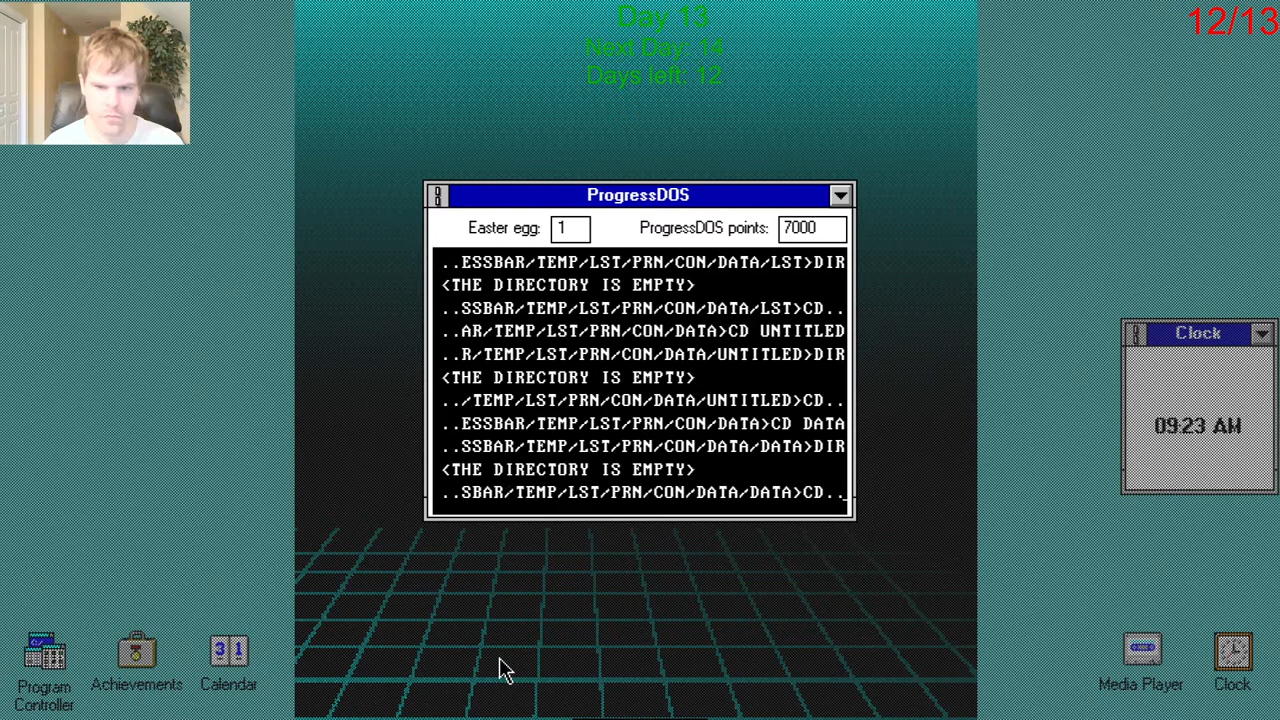 Day 13
Next Day: 14
Days left: 12
12/13
ProgressDOS
Easter egg: 1 ProgressDOS points: 7000
..ESSBAR/TEMP/LST/PRN/CON/DATA/LST>DIR
<THE DIRECTORY IS EMPTY>
..SSBAR/TEMP/LST/PRN/CON/DATA/LST>CD..
..AR/TEMP/LST/PRN/CON/DATA>CD UNTITLED
..R/TEMP/LST/PRN/CON/DATA/UNTITLED>DIR
<THE DIRECTORY IS EMPTY>
../TEMP/LST/PRN/CON/DATA/UNTITLED>CD..
..ESSBAR/TEMP/LST/PRN/CON/DATA>CD DATA
..SSBAR/TEMP/LST/PRN/CON/DATA/DATA>DIR
<THE DIRECTORY IS EMPTY>
..SBAR/TEMP/LST/PRN/CON/DATA/DATA>CD.._
Clock
09:23 AM
Program
Controller
Achievements
31
Calendar
Media Player
Clock